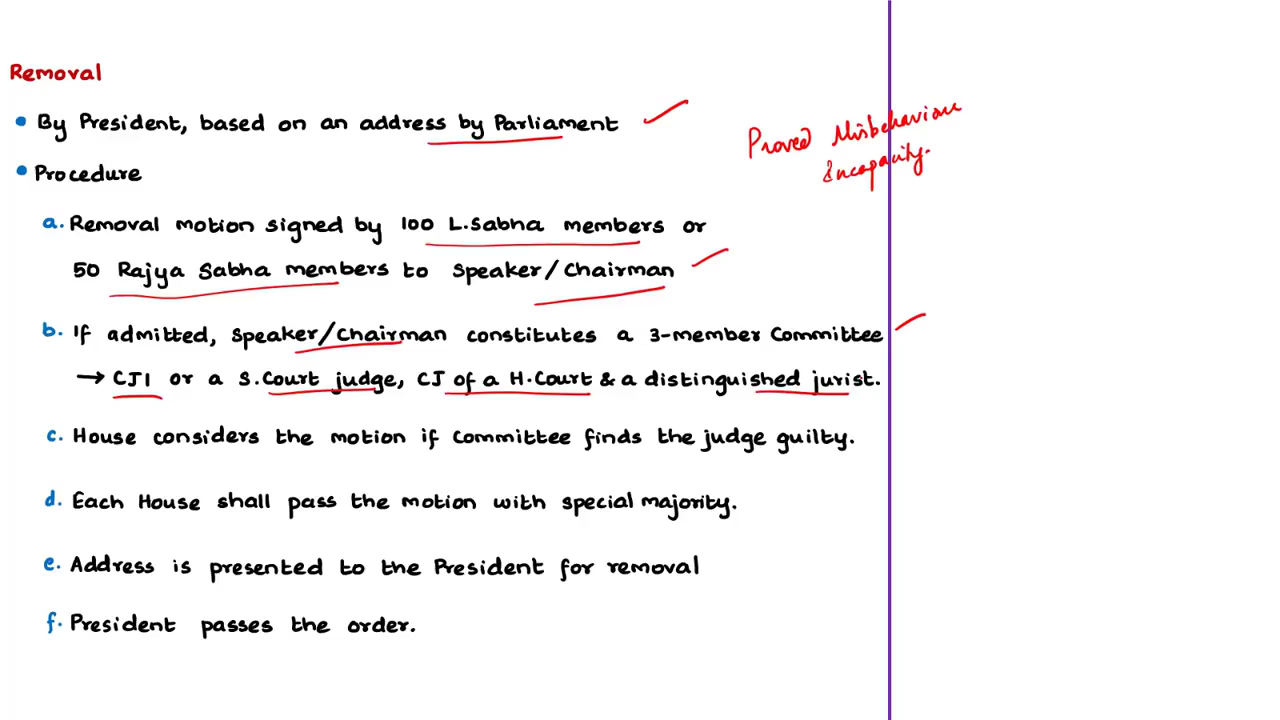 Removal
• By President, based on an address by Parliament
Proved Misbehaviour
Incapacity.
• Procedure
a. Removal motion signed by 100 L.Sabha members or
50 Rajya Sabha members to Speaker/Chairman
b. If admitted, Speaker/Chairman constitutes a 3-member Committee
→ CJI or a S.Court judge, CJ of a H.Court & a distinguished jurist.
c. House considers the motion if Committee finds the judge guilty.
d. Each House shall pass the motion with special majority.
e. Address is presented to the President for removal
f. President passes the order.